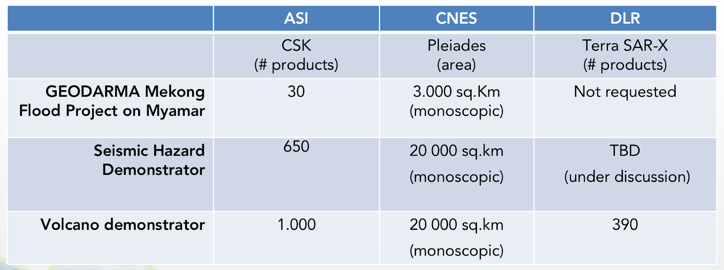 ASI CNES DLR
CSK Pleiades Terra SAR-X
(# products) (area) (# products)
GEODARMA Mekong 30 3.000 sq.Km Not requested
Flood Project on Myamar (monoscopic)
Seismic Hazard 650 20 000 sq.km TBD
Demonstrator (monoscopic) (under discussion)
Volcano demonstrator 1.000 20 000 sq.km 390
(monoscopic)